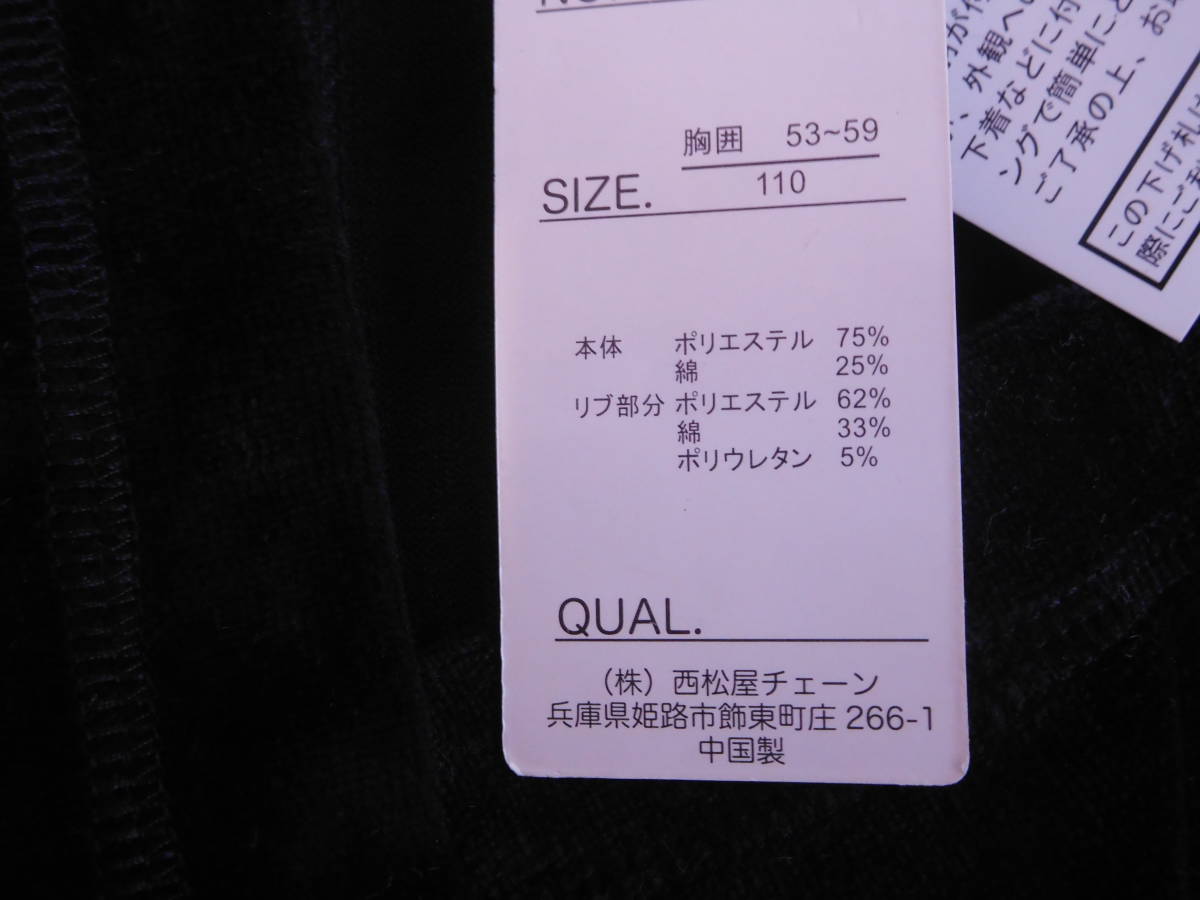 胸囲 53~59
SIZE. 110
本体 ポリエステル 75%
綿 25%
リブ部分 ポリエステル 62%
綿 33%
ポリウレタン 5%
QUAL.
（株）西松屋チェーン
兵庫県姫路市飾東町庄 266-1
中国製
外観へ
下着などに付
ングで簡単にと
ご了承の上、お
この下げ札は
際にご